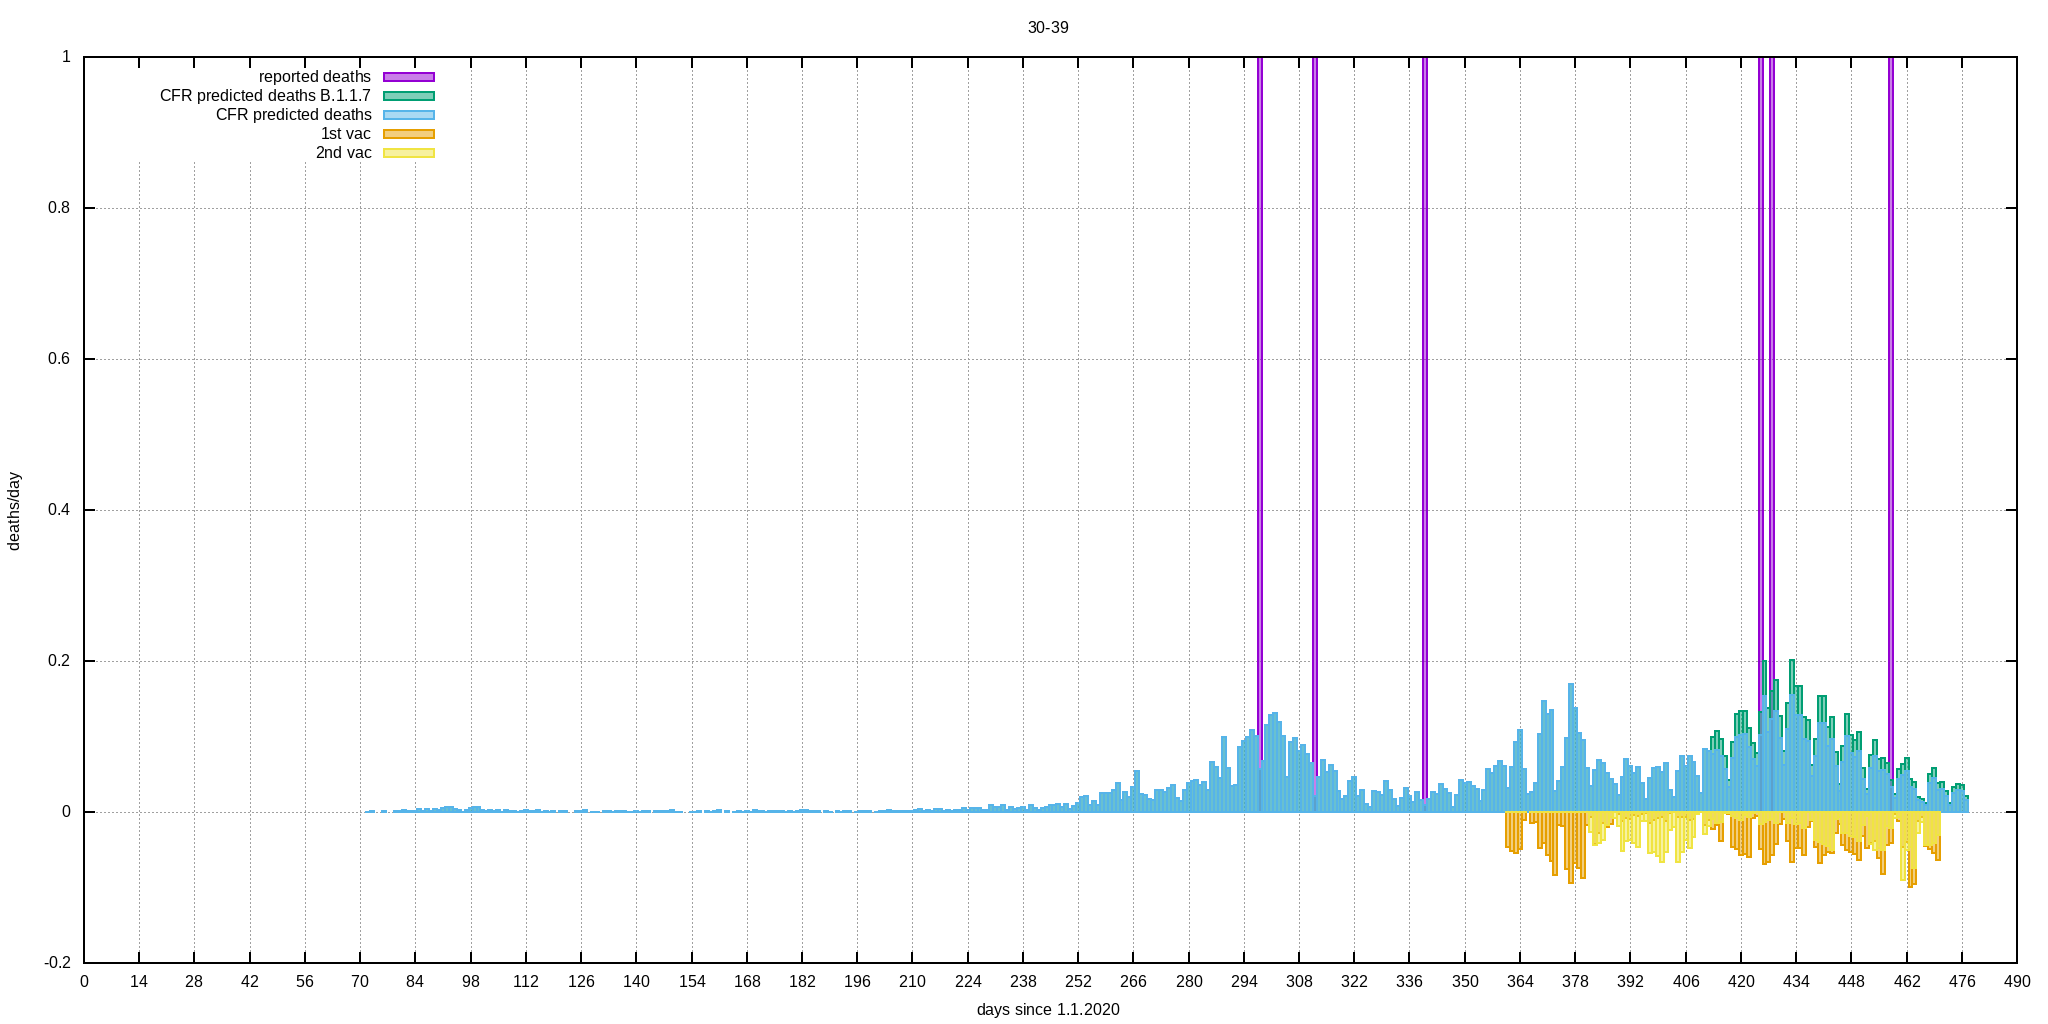 30-39
1
reported deaths
CFR predicted deaths B.1.1.7
CFR predicted deaths
1st vac
2nd vac
0.8
0.6
0.4
0.2
0
-0.2
deaths/day
0 14 28 42 56 70 84 98 112 126 140 154 168 182 196 210 224 238 252 266 280 294 308 322 336 350 364 378 392 406 420 434 448 462 476 490
days since 1.1.2020